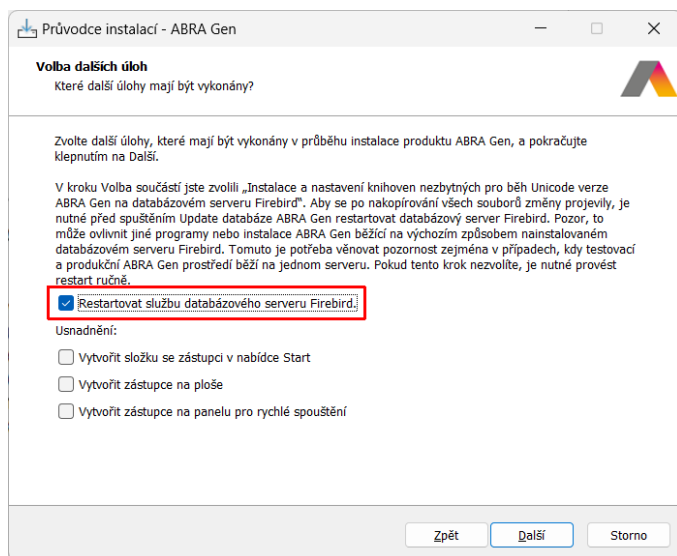 Průvodce instalací - ABRA Gen
Volba dalších úloh
Které další úlohy mají být vykonány?
Zvolte další úlohy, které mají být vykonány v průběhu instalace produktu ABRA Gen, a pokračujte
klepnutím na Další.
V kroku Volba součástí jste zvolili „Instalace a nastavení knihoven nezbytných pro běh Unicode verze
ABRA Gen na databázovém serveru Firebird“. Aby se po nakopírování všech souborů změny projevily, je
nutné před spuštěním Update databáze ABRA Gen restartovat databázový server Firebird. Pozor, to
může ovlivnit jiné programy nebo instalace ABRA Gen běžící na výchozím způsobem nainstalovaném
databázovém serveru Firebird. Tomuto je potřeba věnovat pozornost zejména v případech, kdy testovací
a produkční ABRA Gen prostředí běží na jednom serveru. Pokud tento krok nezvolíte, je nutné provést
restart ručně.
Restartovat službu databázového serveru Firebird.
Usnadnění:
Vytvořit složku se zástupci v nabídce Start
Vytvořit zástupce na ploše
Vytvořit zástupce na panelu pro rychlé spouštění
Zpět
Další
Storno